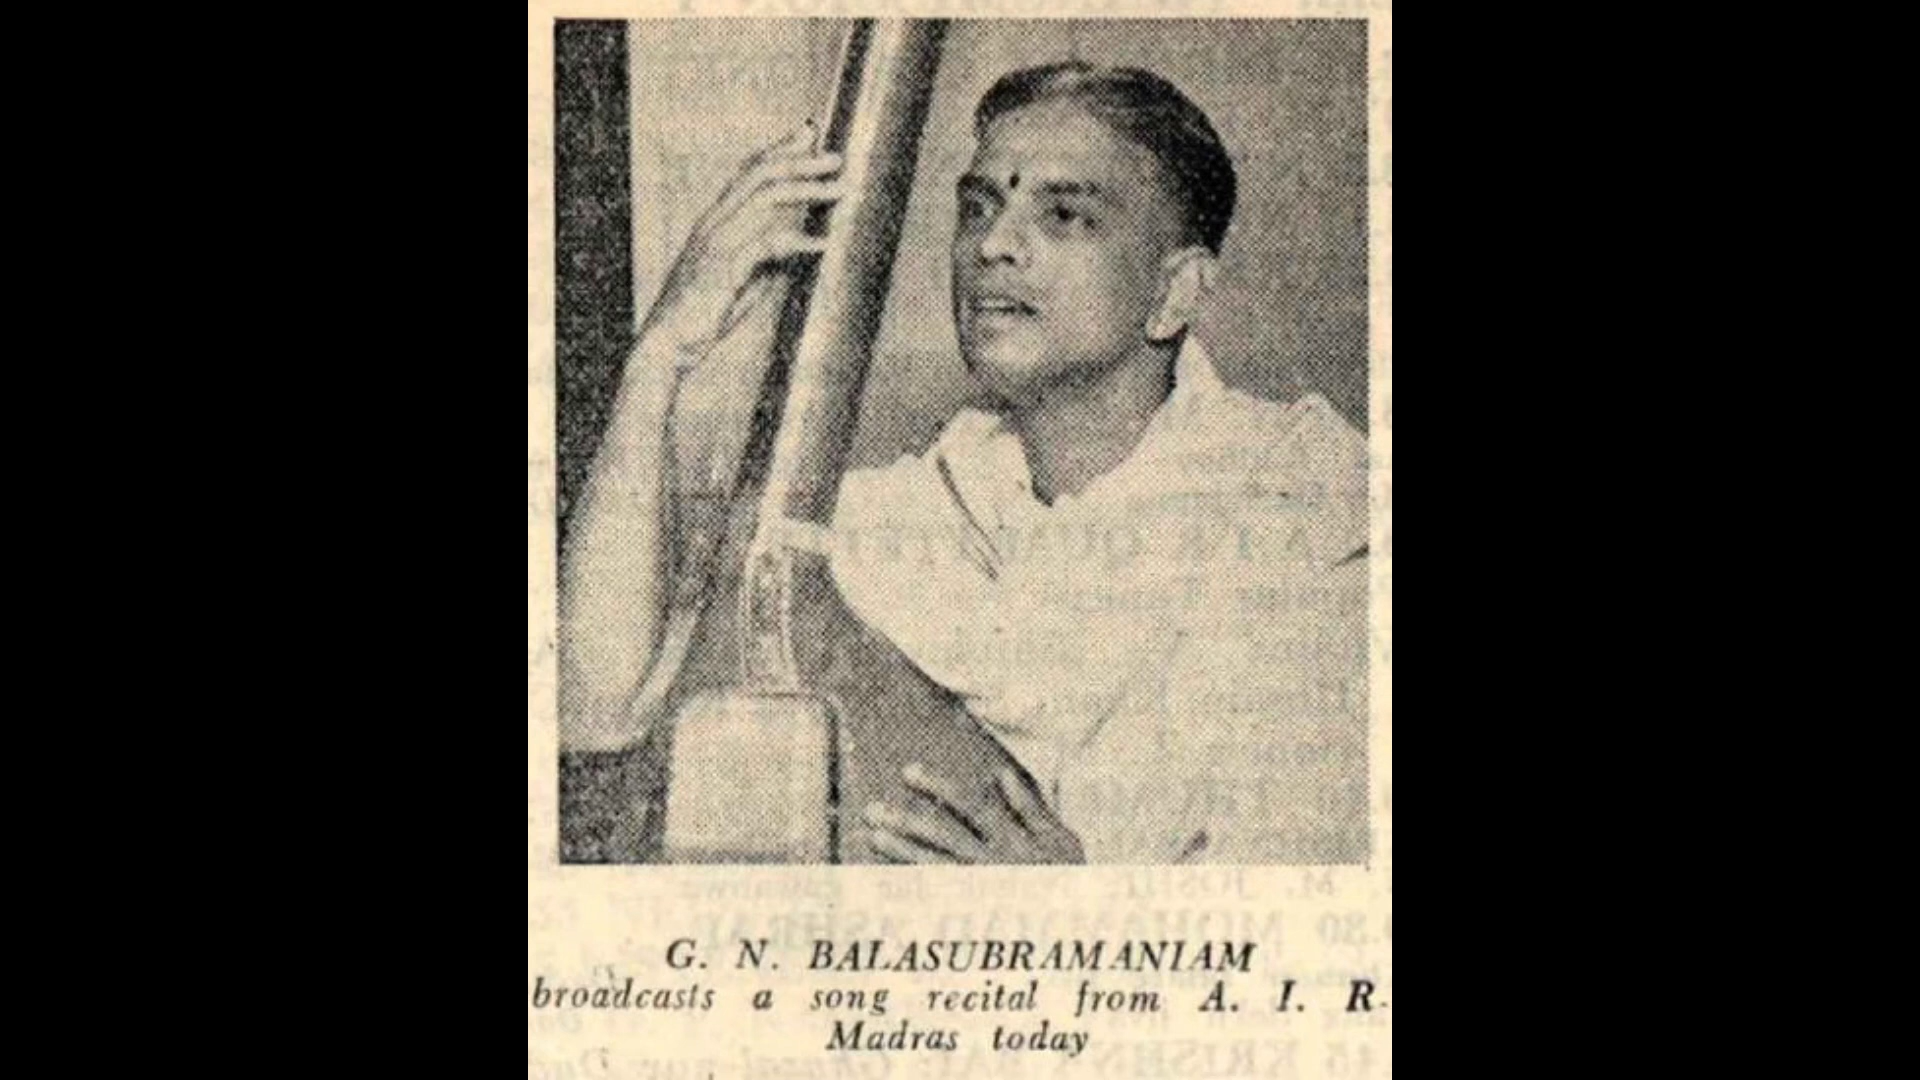 G. N. BALASUBRAMANIAM
broadcasts a song recital from A. I. R.
Madras today